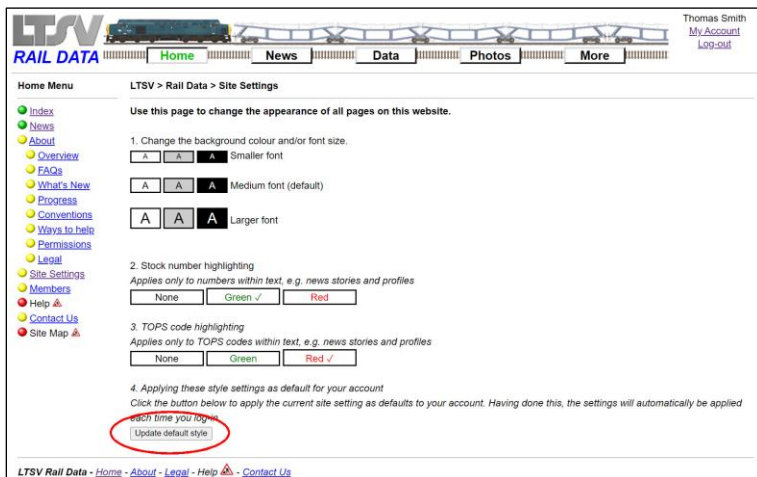 LTSV
RAIL DATA
Home
News
Data
Photos
More
Thomas Smith
My Account
Log-out
Home Menu
Index
News
About
Overview
FAQs
What's New
Progress
Conventions
Ways to help
Permissions
Legal
Site Settings
Members
Help
Contact Us
Site Map
LTSV > Rail Data > Site Settings
Use this page to change the appearance of all pages on this website.
1. Change the background colour and/or font size.
A A A Smaller font
A A A Medium font (default)
A A A Larger font
2. Stock number highlighting
Applies only to numbers within text, e.g. news stories and profiles
None Green ✓ Red
3. TOPS code highlighting
Applies only to TOPS codes within text, e.g. news stories and profiles
None Green Red ✓
4. Applying these style settings as default for your account
Click the button below to apply the current site setting as defaults to your account. Having done this, the settings will automatically be applied
each time you log-in
Update default style
LTSV Rail Data - Home - About - Legal - Help - Contact Us